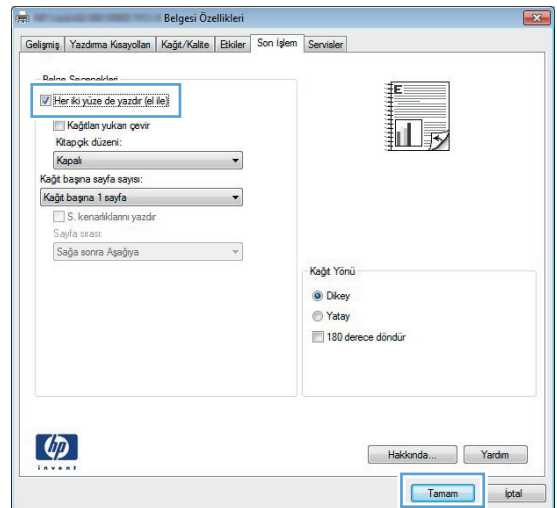 Belgesi Özellikleri
Gelişmiş Yazdırma Kısayolları Kağıt/Kalite Etkiler Son İşlem Servisler
Belge Seçenekleri
Her iki yüze de yazdır (el ile)
Kağıtları yukarı çevir
Kitapçık düzeni:
Kapalı
Kağıt başına sayfa sayısı:
Kağıt başına 1 sayfa
S. kenarlıklarını yazdır
Sayfa sırası:
Sağa sonra Aşağıya
E
Kağıt Yönü
Dikey
Yatay
180 derece döndür
hp
invent
Hakkında... Yardım
Tamam İptal